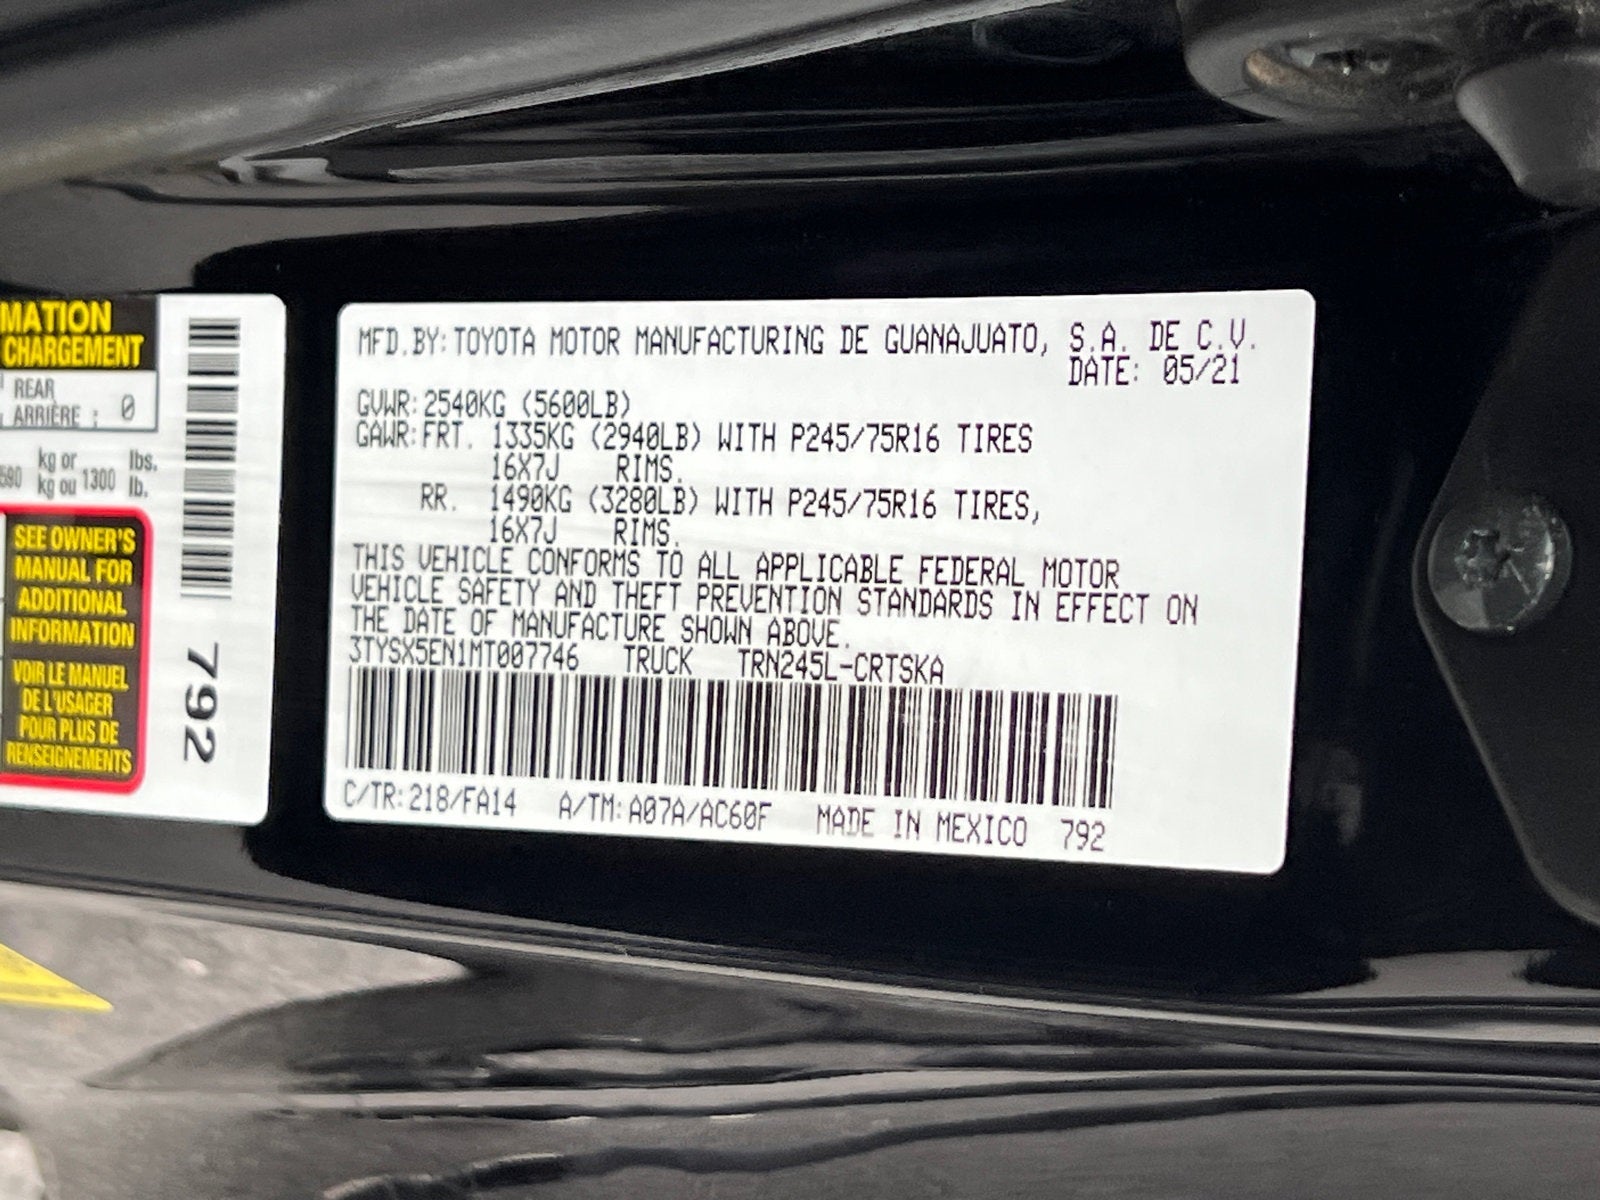 MATION
CHARGEMENT
REAR
ARRIÈRE : 0
kg or lbs.
590 kg ou 1300 lb.
SEE OWNER'S
MANUAL FOR
ADDITIONAL
INFORMATION
VOIR LE MANUEL
DE L'USAGER
POUR PLUS DE
RENSEIGNEMENTS
792
MFD.BY: TOYOTA MOTOR MANUFACTURING DE GUANAJUATO, S.A. DE C.V.
DATE: 05/21
GVWR: 2540KG (5600LB)
GAWR: FRT. 1335KG (2940LB) WITH P245/75R16 TIRES
16X7J RIMS.
RR. 1490KG (3280LB) WITH P245/75R16 TIRES,
16X7J RIMS.
THIS VEHICLE CONFORMS TO ALL APPLICABLE FEDERAL MOTOR
VEHICLE SAFETY AND THEFT PREVENTION STANDARDS IN EFFECT ON
THE DATE OF MANUFACTURE SHOWN ABOVE.
3TYSX5EN1MT007746 TRUCK TRN245L-CRTSKA
C/TR: 218/FA14 A/TM: A07A/AC60F MADE IN MEXICO 792